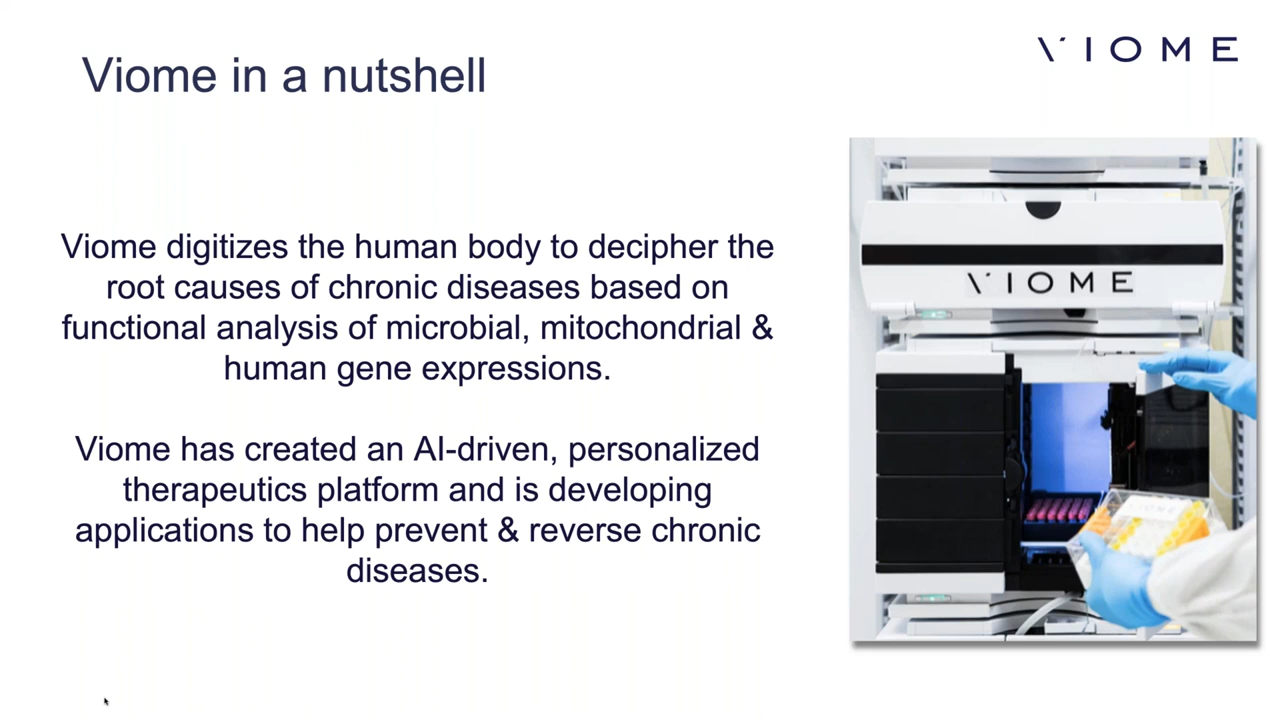 Viome in a nutshell
VIOME
Viome digitizes the human body to decipher the
root causes of chronic diseases based on
functional analysis of microbial, mitochondrial &
human gene expressions.
Viome has created an AI-driven, personalized
therapeutics platform and is developing
applications to help prevent & reverse chronic
diseases.
VIOME
VIOME